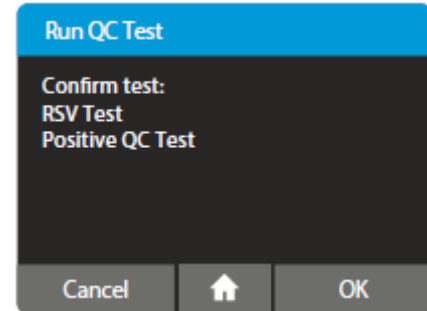 Run QC Test
Confirm test:
RSV Test
Positive QC Test
Cancel
OK